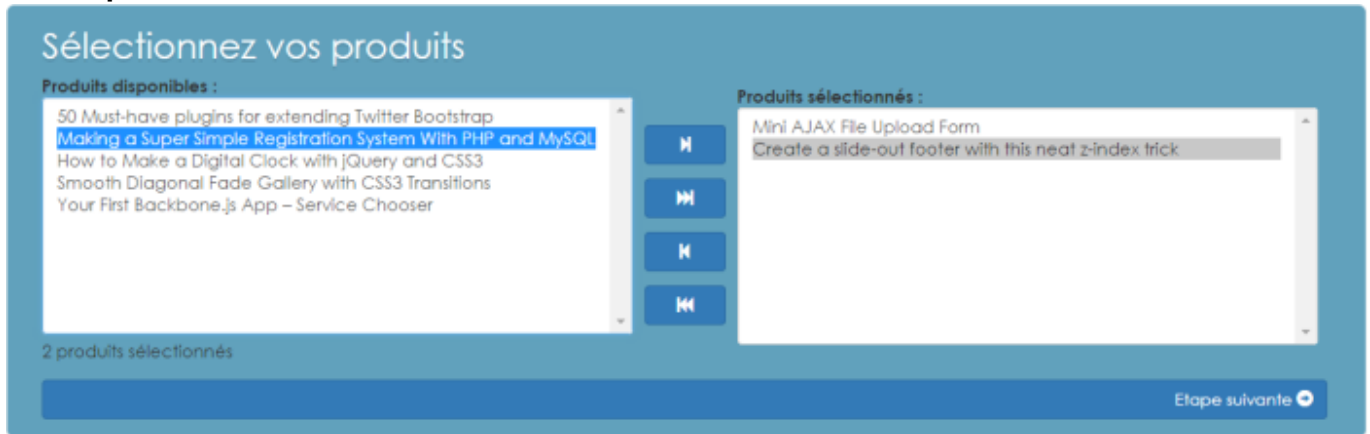 Sélectionnez vos produits
Produits disponibles :
50 Must-have plugins for extending Twitter Bootstrap
Making a Super Simple Registration System With PHP and MySQL
How to Make a Digital Clock with jQuery and CSS3
Smooth Diagonal Fade Gallery with CSS3 Transitions
Your First Backbone.js App – Service Chooser
2 produits sélectionnés
Produits sélectionnés :
Mini AJAX File Upload Form
Create a slide-out footer with this neat z-index trick
Etape suivante